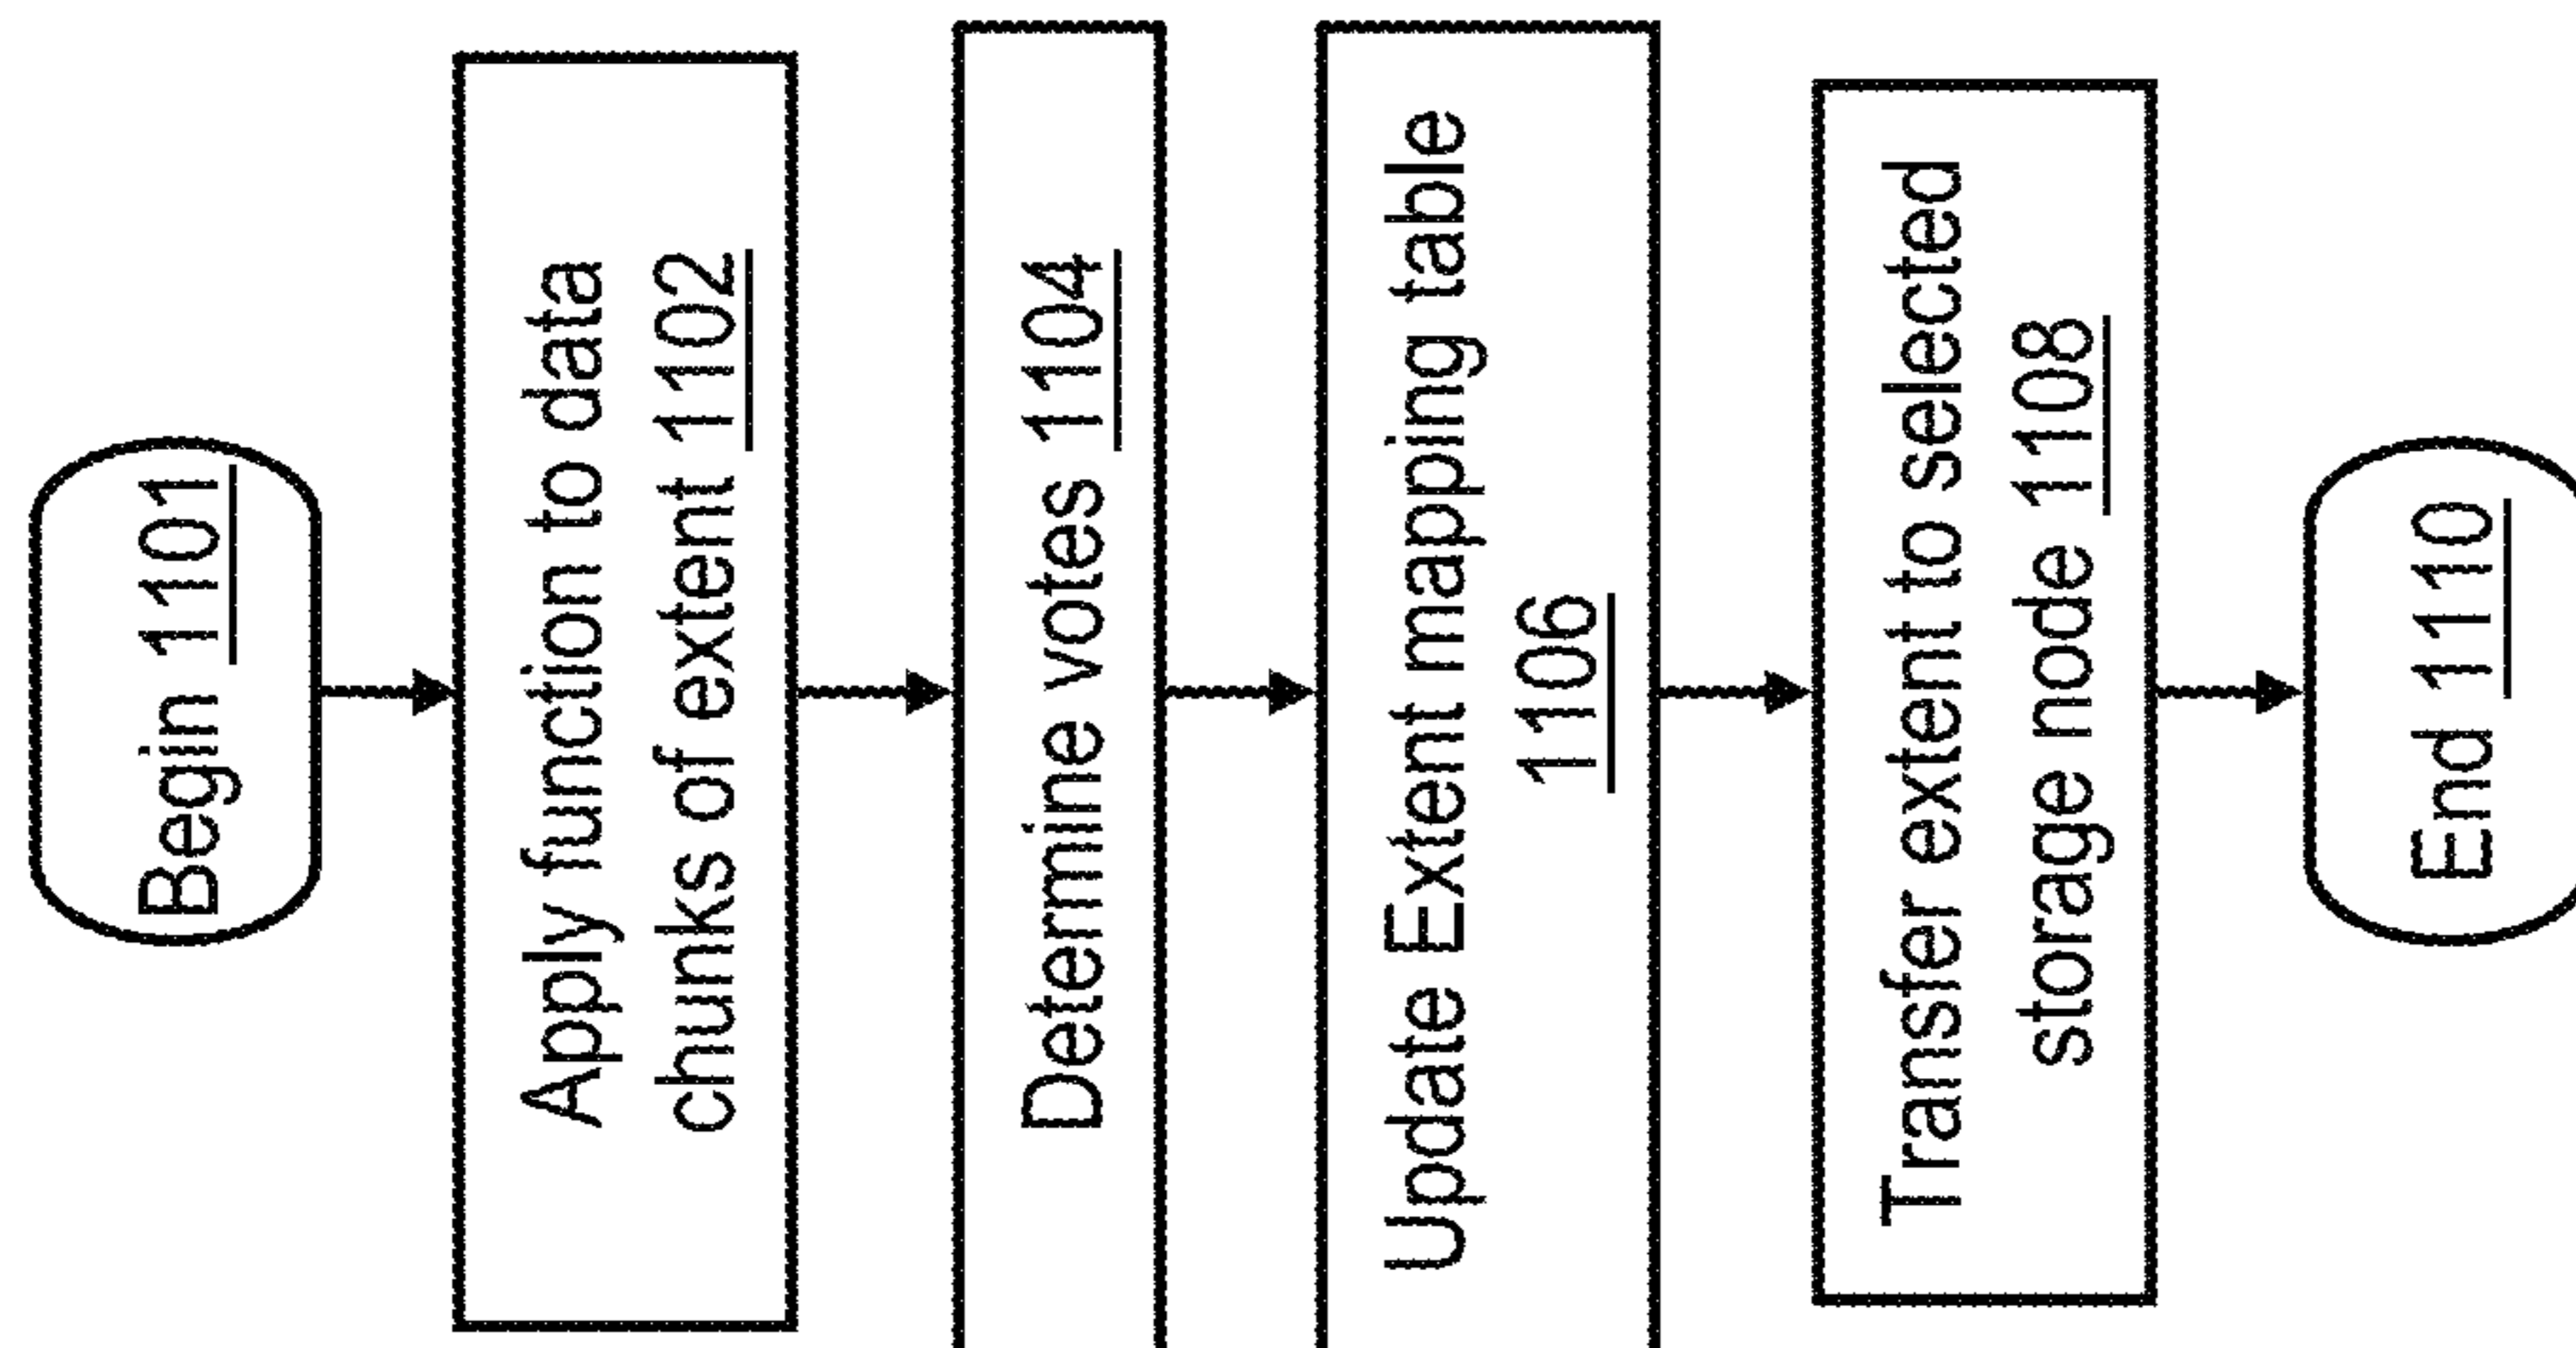 Begin 1101
Apply function to data
chunks of extent 1102
Determine votes 1104
Update Extent mapping table
1106
Transfer extent to selected
storage node 1108
End 1110